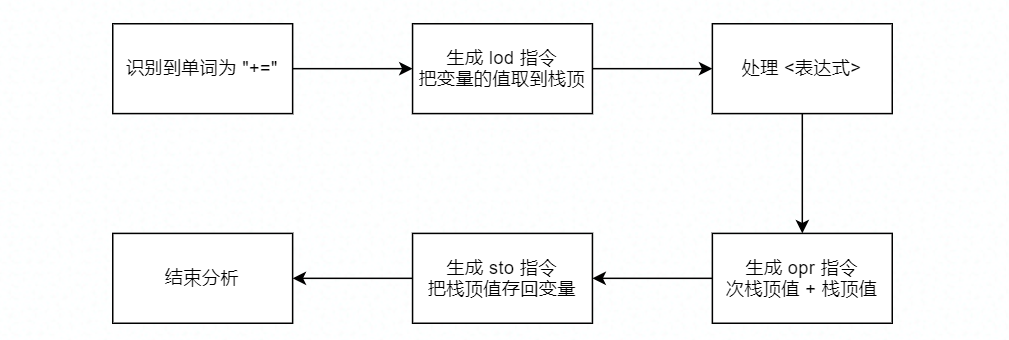 识别到单词为 "+="
生成 lod 指令
把变量的值取到栈顶
处理 <表达式>
生成 opr 指令
次栈顶值 + 栈顶值
生成 sto 指令
把栈顶值存回变量
结束分析